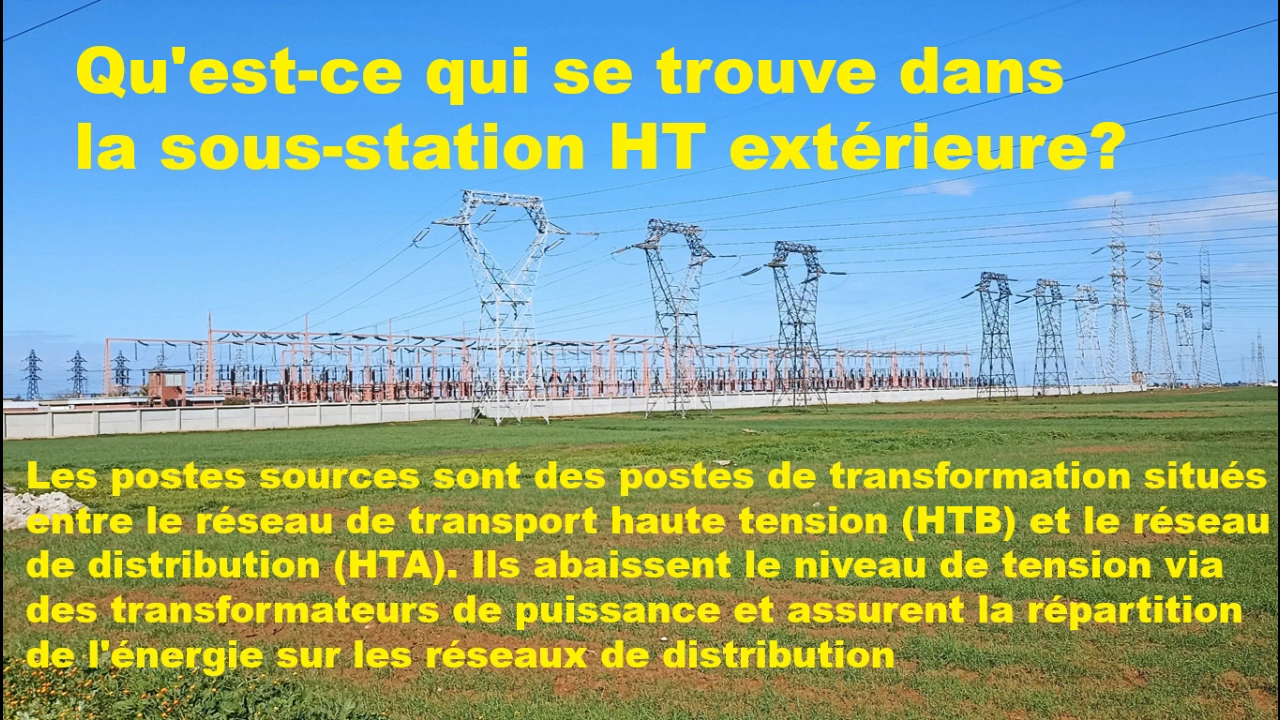 Qu'est-ce qui se trouve dans
la sous-station HT extérieure?
Les postes sources sont des postes de transformation situés
entre le réseau de transport haute tension (HTB) et le réseau
de distribution (HTA). Ils abaissent le niveau de tension via
des transformateurs de puissance et assurent la répartition
de l'énergie sur les réseaux de distribution